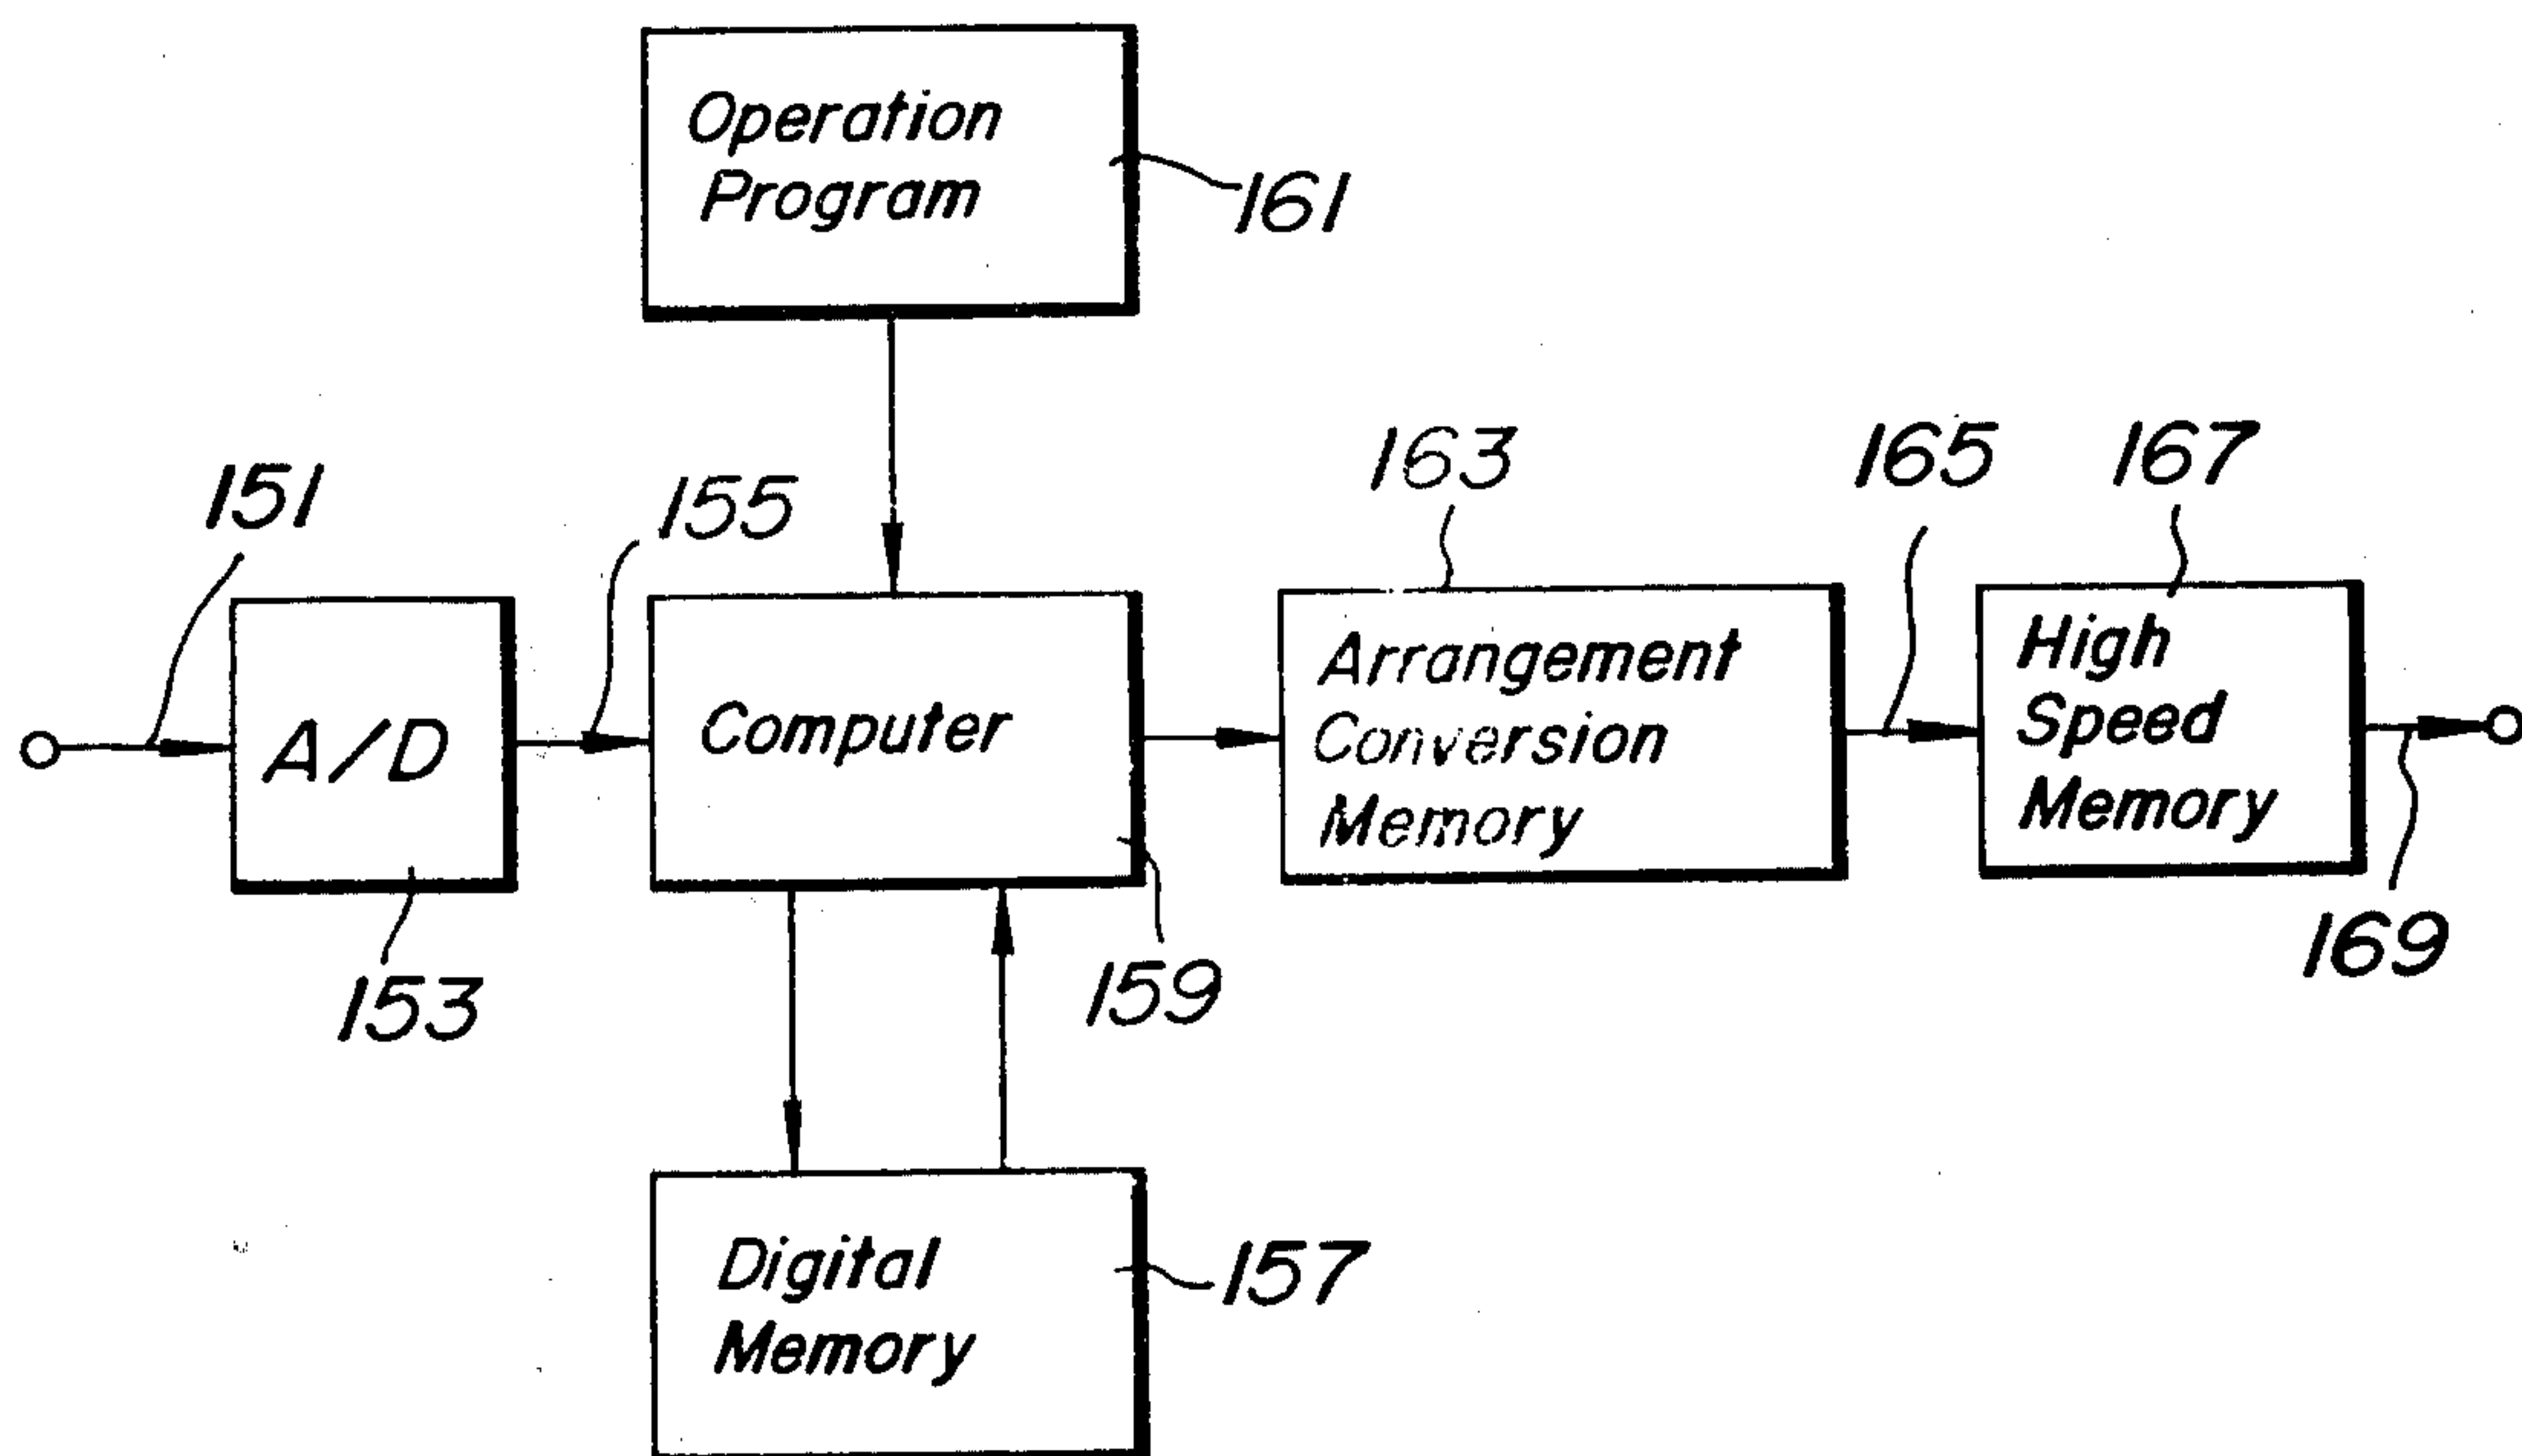 Operation
Program
161
151
155
163
165
167
A/D
Computer
Arrangement
Conversion
Memory
High
Speed
Memory
153
159
169
Digital
Memory
157